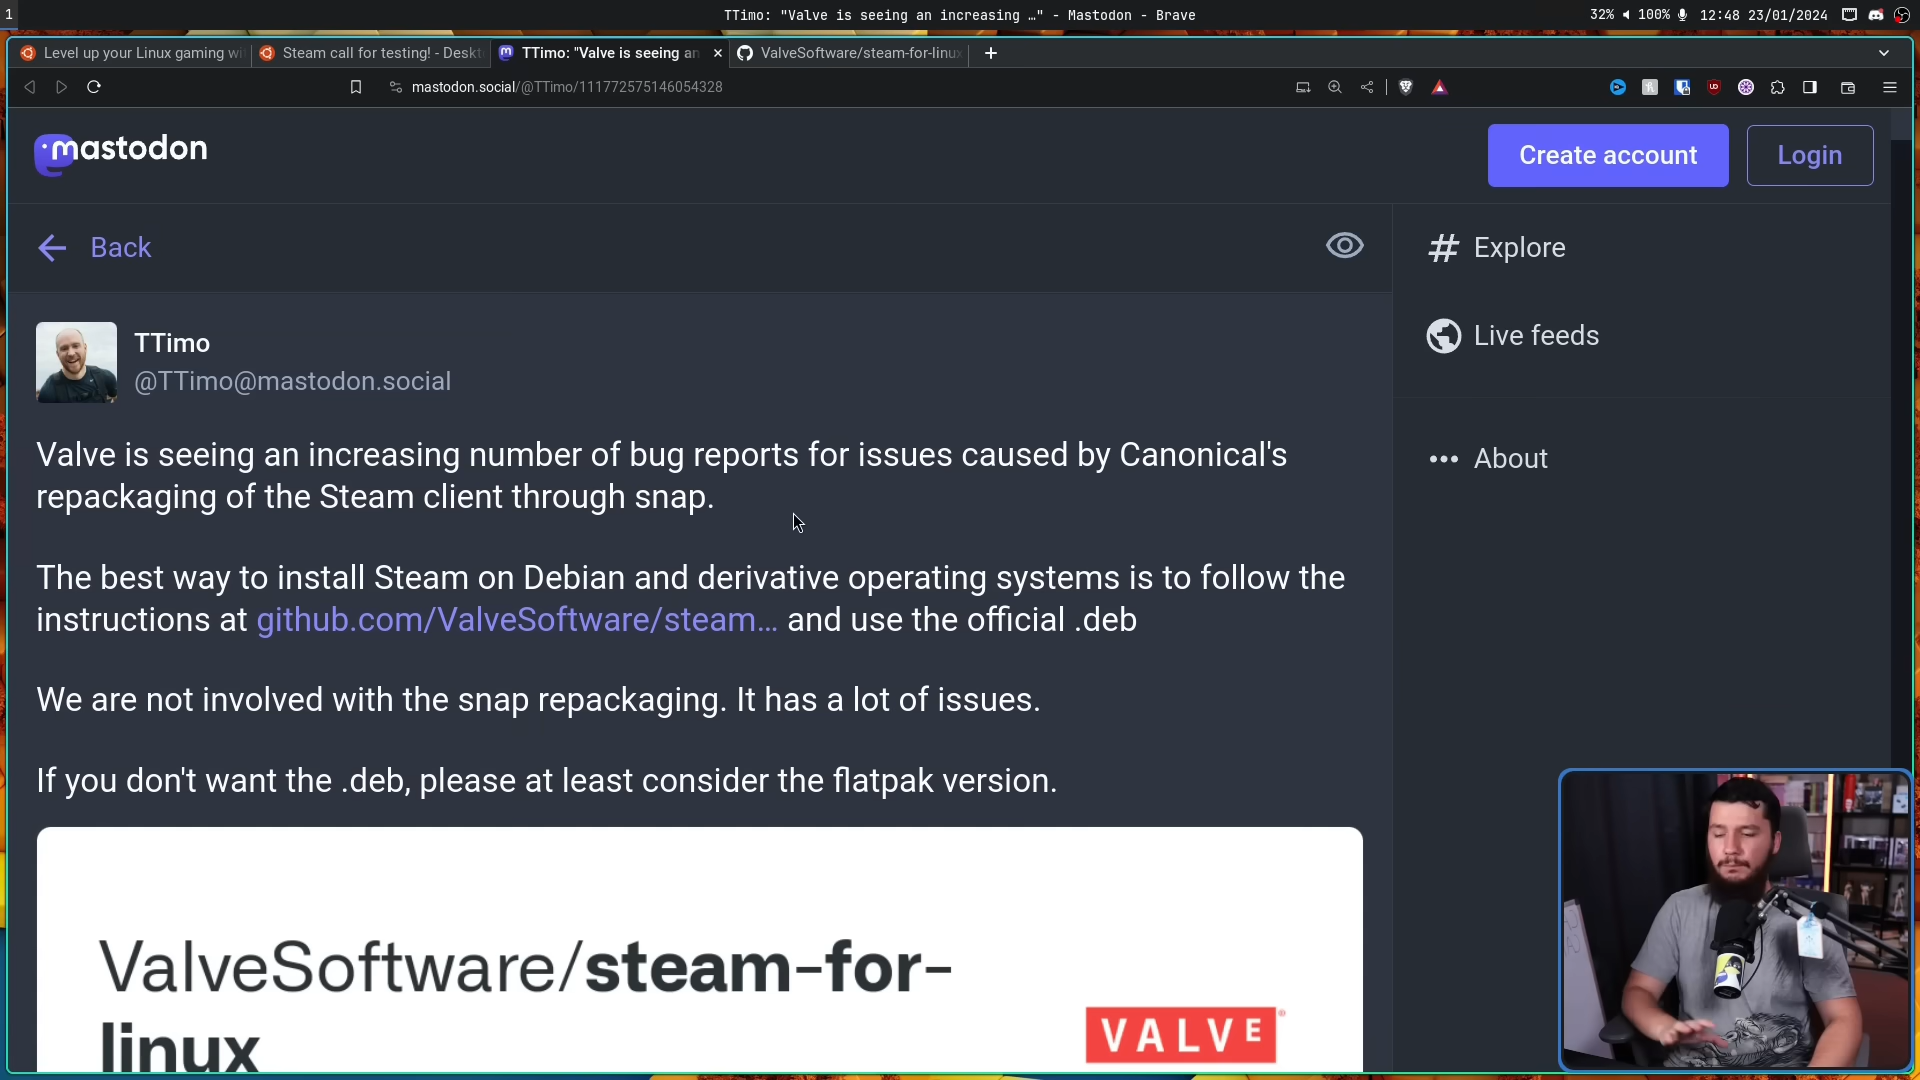 1
TTimo: "Valve is seeing an increasing …" - Mastodon - Brave
32% 100% 12:48 23/01/2024
Level up your Linux gaming wi
Steam call for testing! - Deskt
TTimo: "Valve is seeing an
ValveSoftware/steam-for-linux
mastodon.social/@TTimo/111772575146054328
mastodon
Create account
Login
Back
Explore
TTimo
@TTimo@mastodon.social
Live feeds
About
Valve is seeing an increasing number of bug reports for issues caused by Canonical's
repackaging of the Steam client through snap.
The best way to install Steam on Debian and derivative operating systems is to follow the
instructions at github.com/ValveSoftware/steam… and use the official .deb
We are not involved with the snap repackaging. It has a lot of issues.
If you don't want the .deb, please at least consider the flatpak version.
ValveSoftware/steam-for-
linux
VALVE